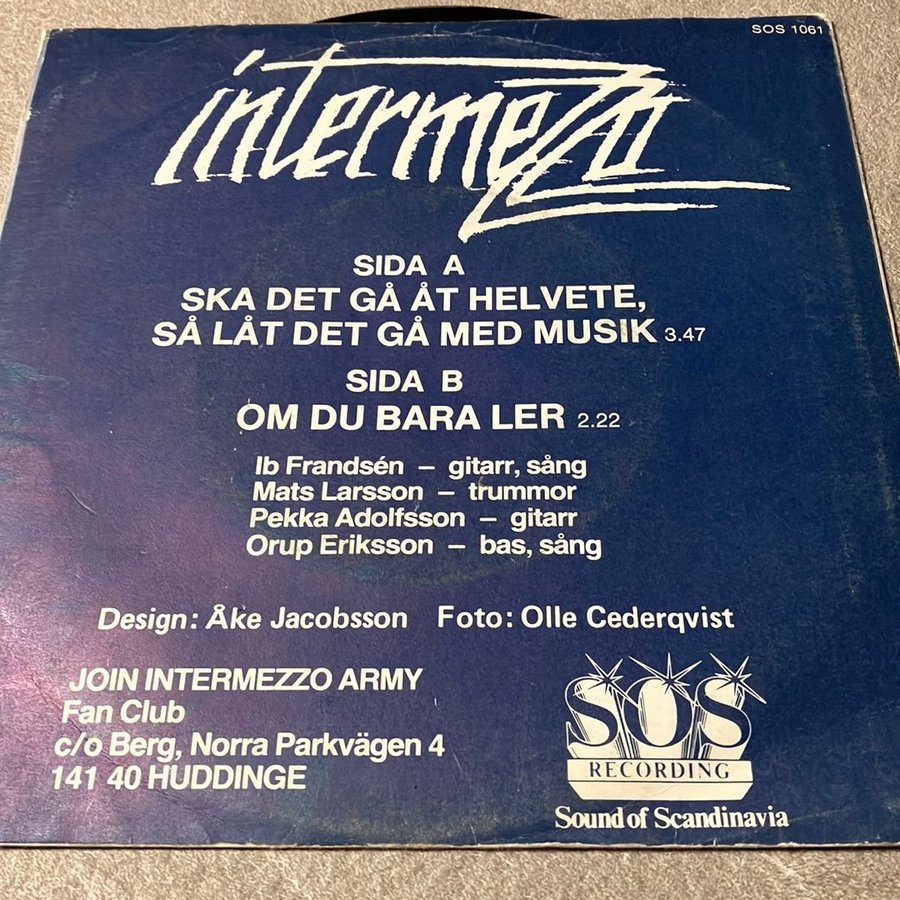 SOS 1061
intermezzo
SIDA A
SKA DET GÅ ÅT HELVETE,
SÅ LÅT DET GÅ MED MUSIK 3.47
SIDA B
OM DU BARA LER 2.22
Ib Frandsén – gitarr, sång
Mats Larsson – trummor
Pekka Adolfsson – gitarr
Orup Eriksson – bas, sång
Design: Åke Jacobsson Foto: Olle Cederqvist
JOIN INTERMEZZO ARMY
Fan Club
c/o Berg, Norra Parkvägen 4
141 40 HUDDINGE
SOS
RECORDING
Sound of Scandinavia